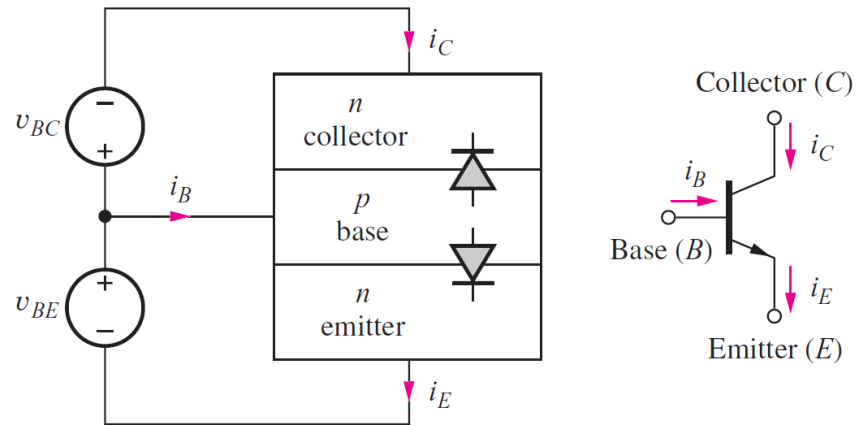 i_C
n
collector
−
v_BC
+
i_B
p
base
+
v_BE
−
n
emitter
i_E
Collector (C)
i_C
i_B
Base (B)
i_E
Emitter (E)